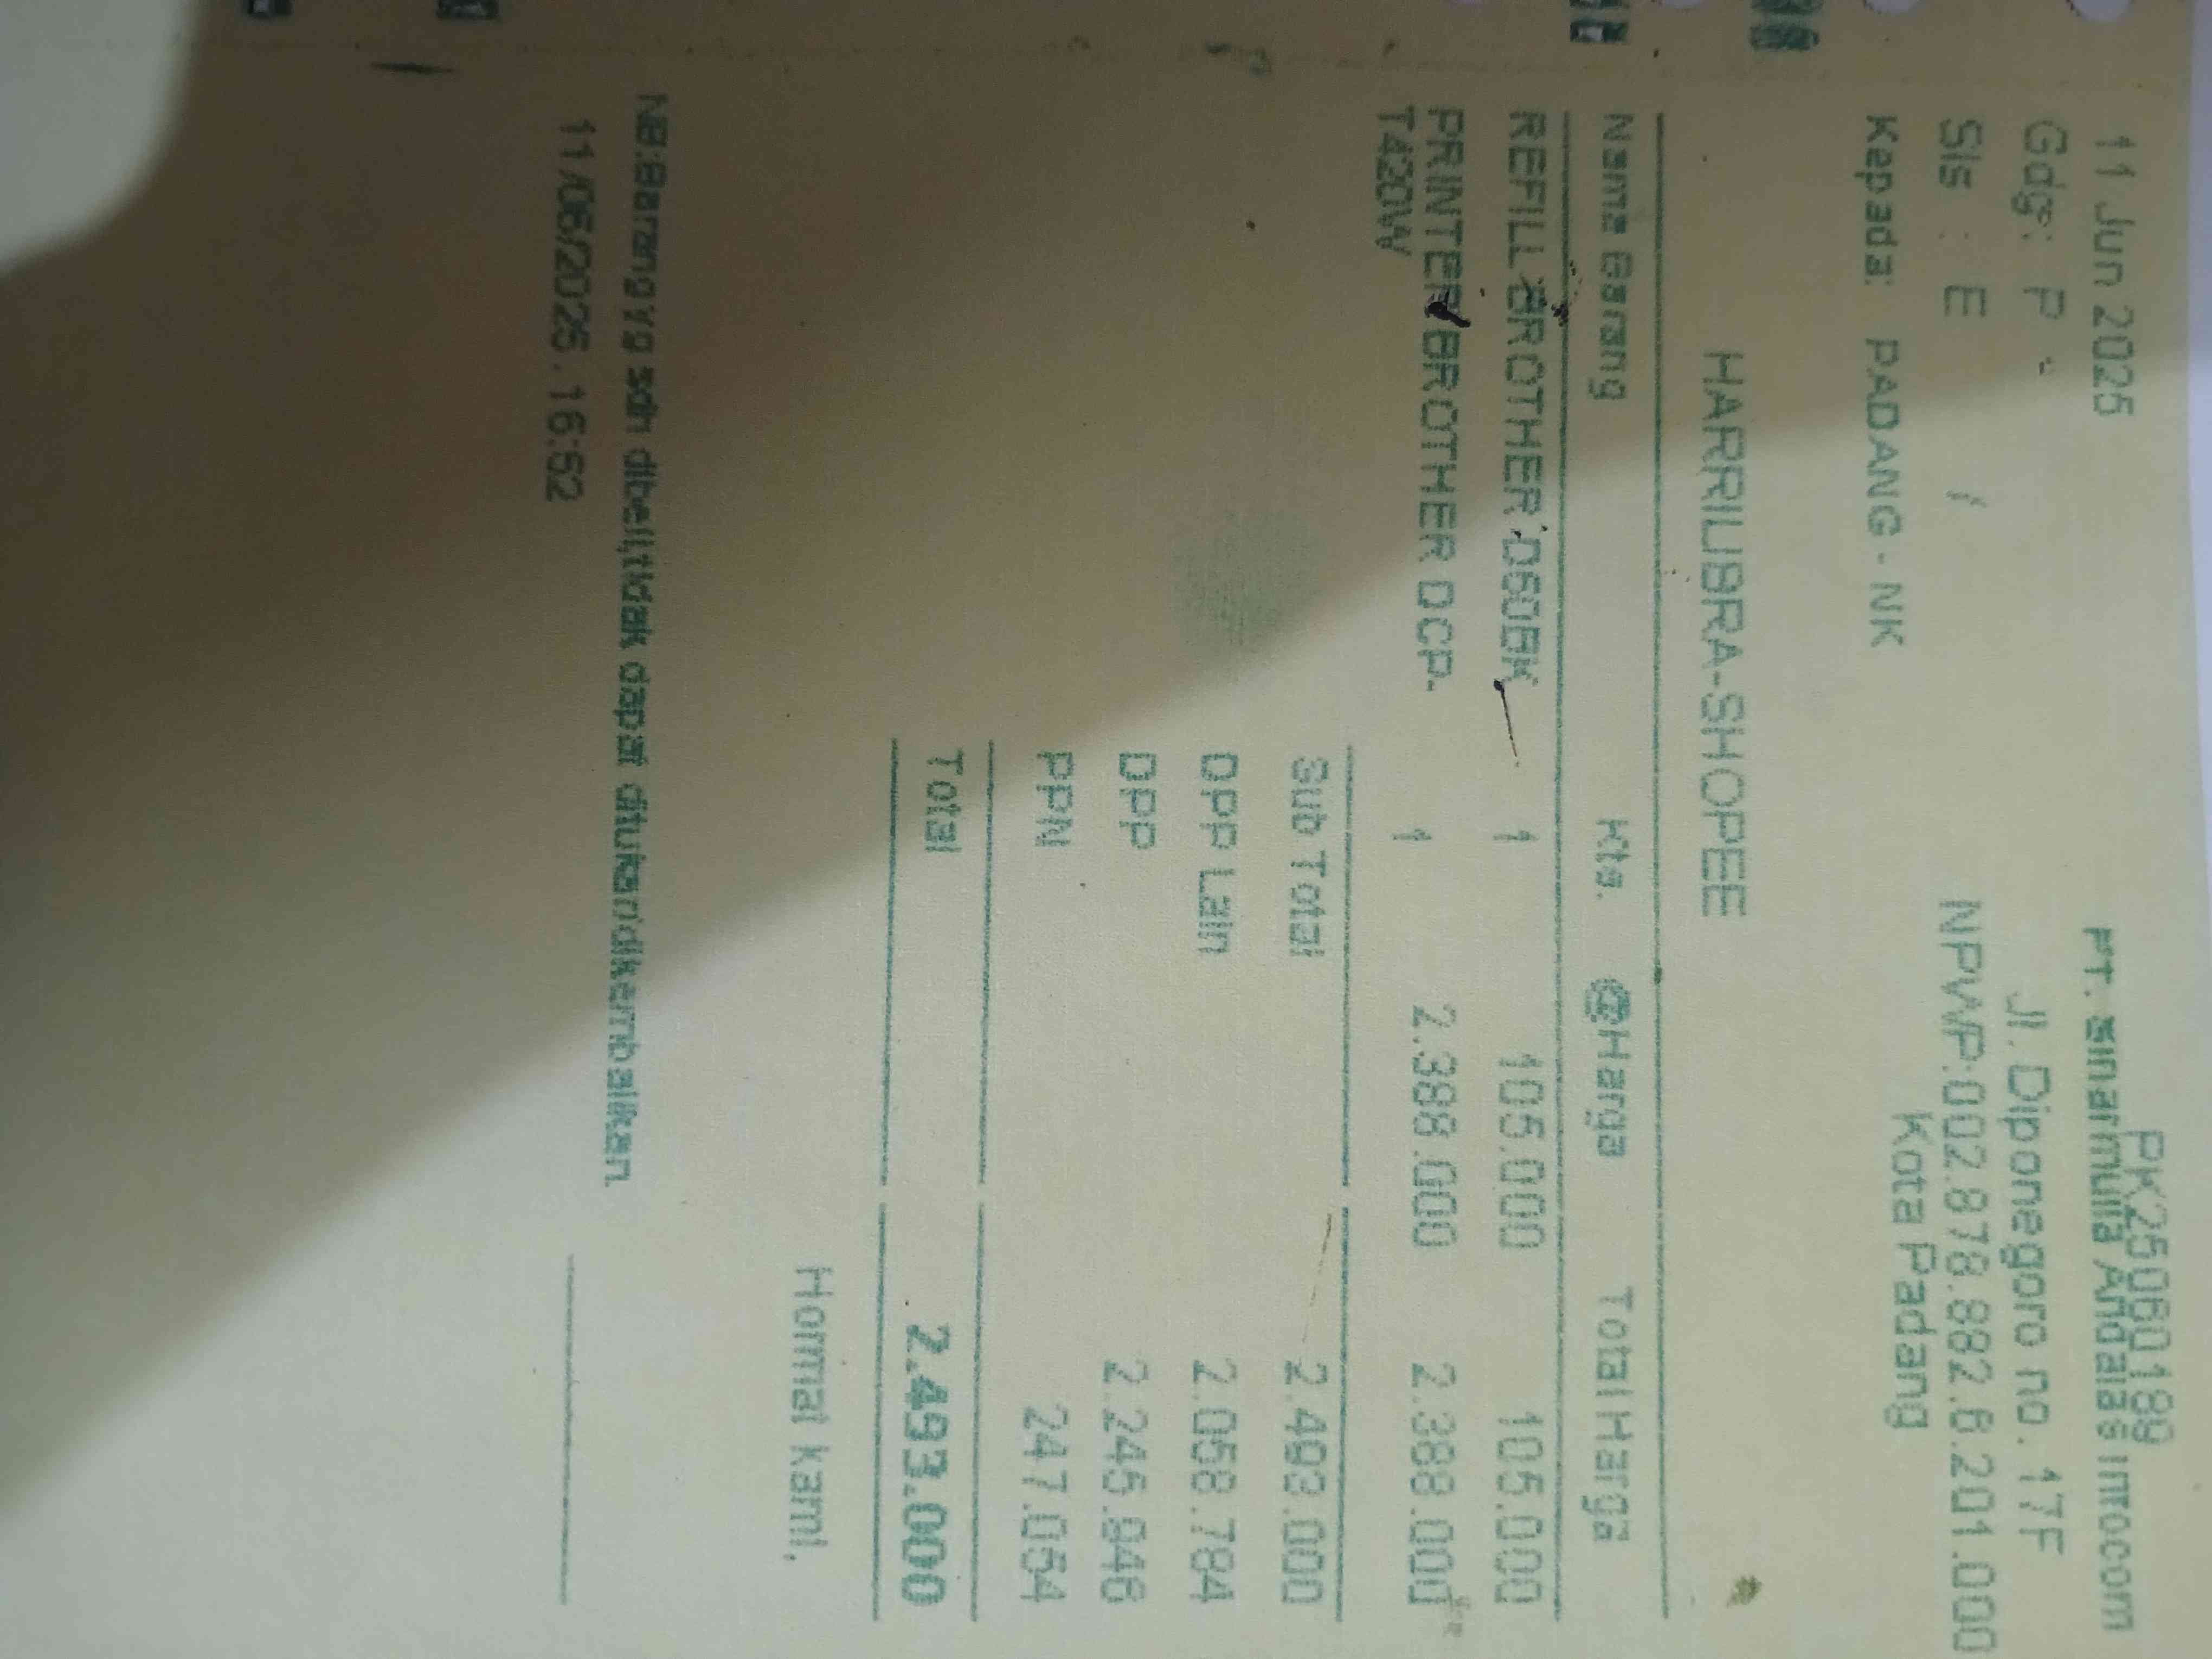 11 Jun 2025
PK25060189
Gdg: P -
PT. Sinarmulia Andalas Infocom
Sls : E /
Jl. Diponegoro no. 17F
NPWP:002.878.882.6.201.000
Kepada: PADANG - NK
Kota Padang
HARRILIBRA-SHOPEE
Nama Barang Kts. @Harga Total Harga
REFILL BROTHER D60BK 1 105.000 105.000
PRINTER BROTHER DCP-T420W 1 2.388.000 2.388.000
Sub Total 2.493.000
DPP Lain 2.058.784
DPP 2.245.946
PPN 247.054
Total 2.493.000
Hormat kami,
NB:Barang yg sdh dibeli,tidak dapat ditukar/dikembalikan.
11/06/2025 . 16:52